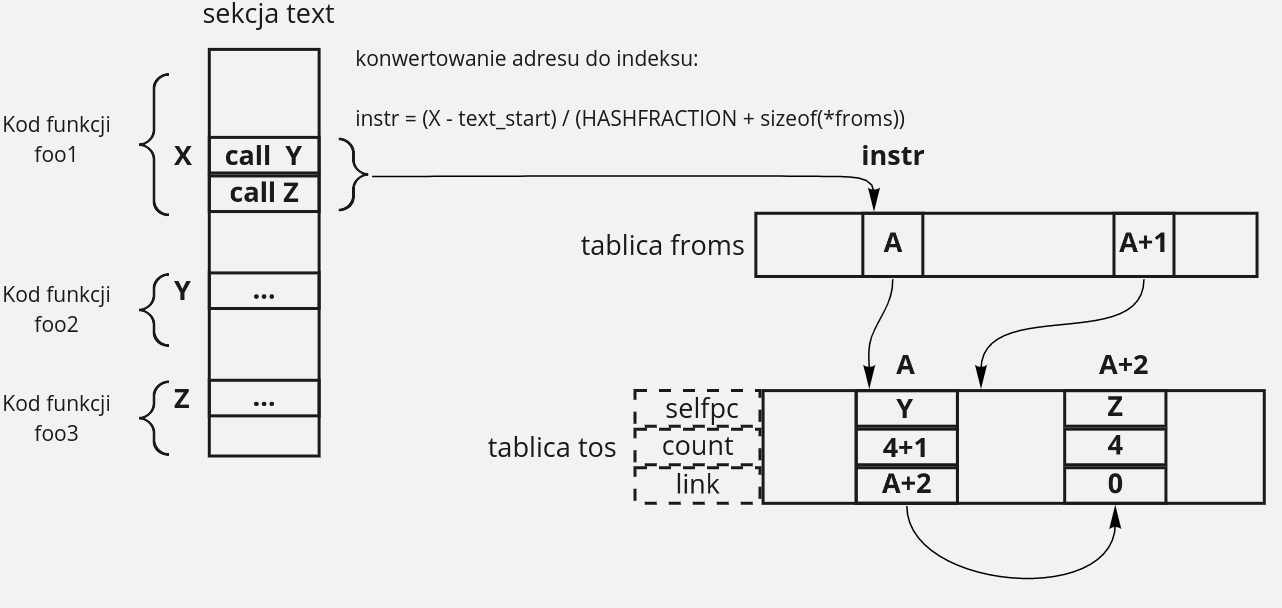 sekcja text
konwertowanie adresu do indeksu:
instr = (X - text_start) / (HASHFRACTION + sizeof(*froms))
Kod funkcji
foo1
X
call Y
call Z
instr
tablica froms
A
A+1
Kod funkcji
foo2
Y
...
Kod funkcji
foo3
Z
...
A
A+2
tablica tos
selfpc
Y
Z
count
4+1
4
link
A+2
0